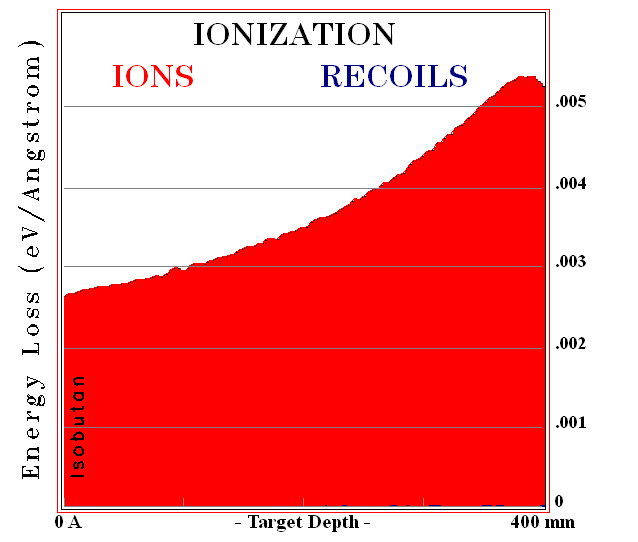 IONIZATION
IONS RECOILS
Energy Loss (eV/Angstrom)
.005
.004
.003
.002
.001
0
Isobutan
0 A - Target Depth - 400 mm